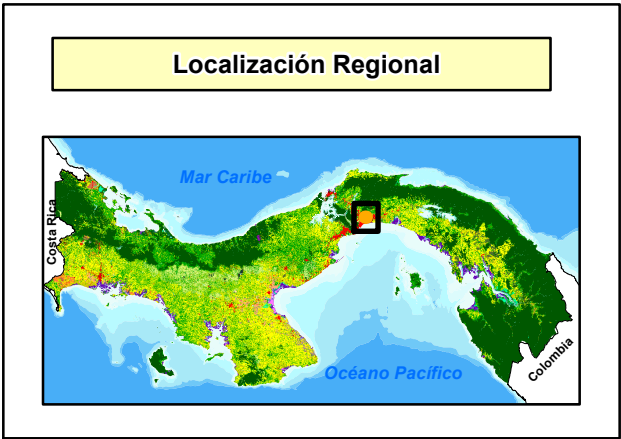 Localización Regional
Mar Caribe
Costa Rica
Océano Pacífico
Colombia